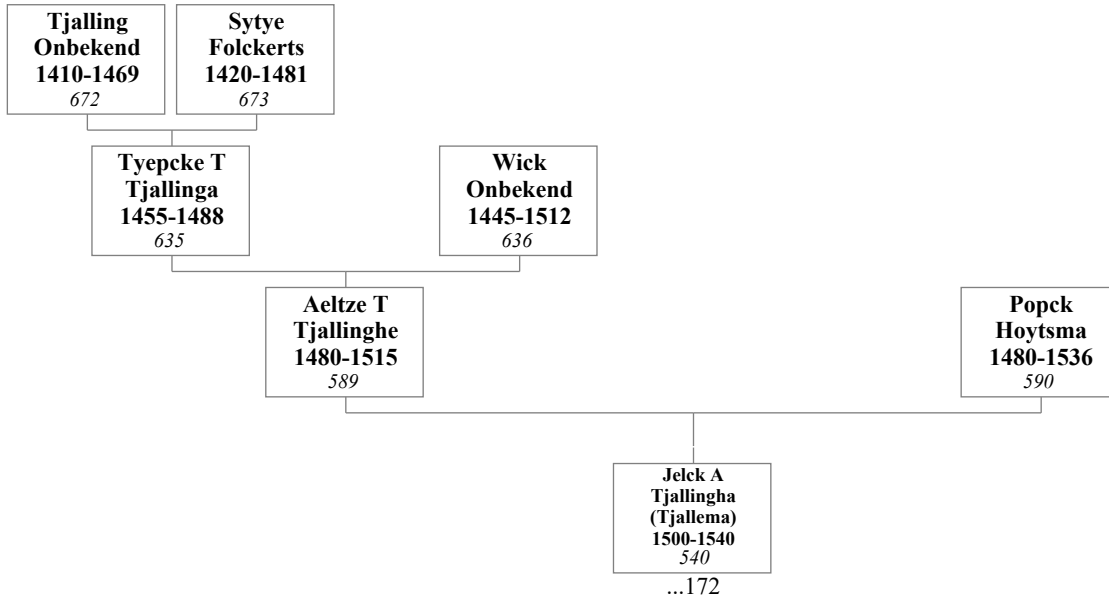 Tjalling
Onbekend
1410-1469
672
Sytye
Folckerts
1420-1481
673
Tyepcke T
Tjallinga
1455-1488
635
Wick
Onbekend
1445-1512
636
Aeltze T
Tjallinghe
1480-1515
589
Popck
Hoytsma
1480-1536
590
Jelck A
Tjallingha
(Tjallema)
1500-1540
540
...172